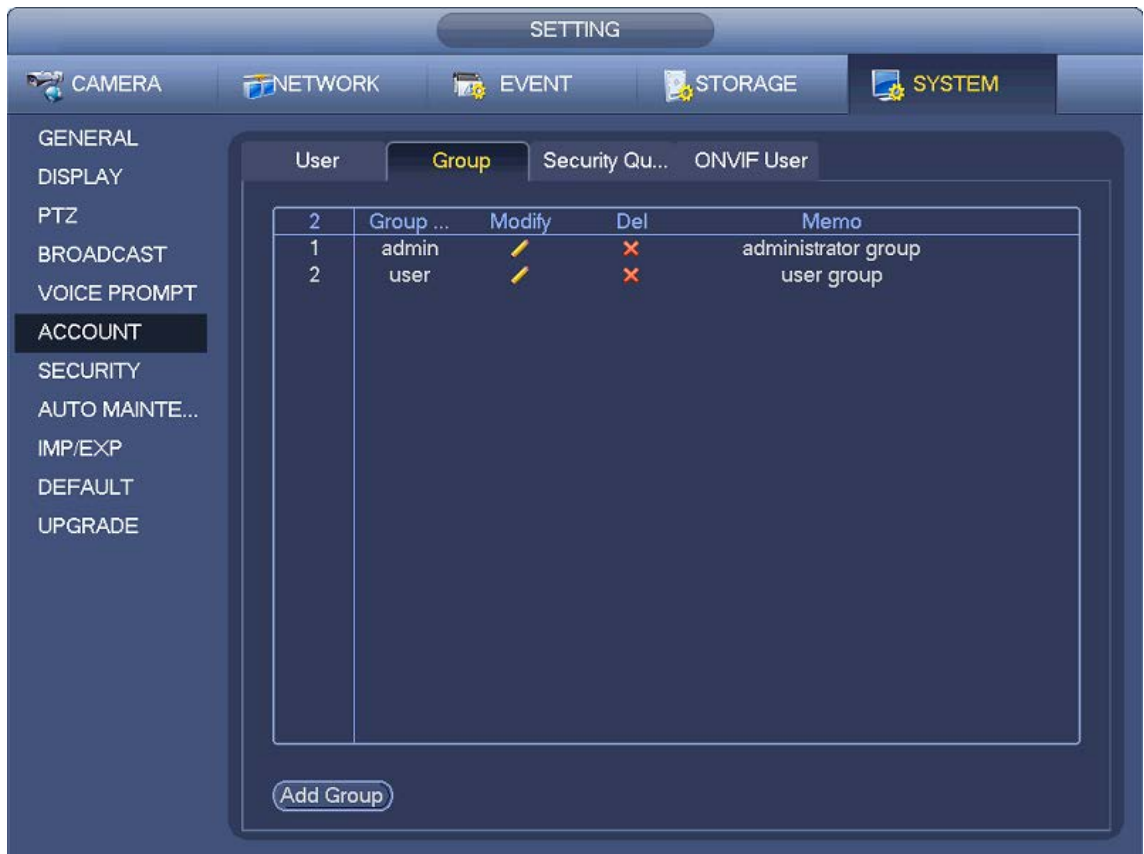 SETTING
CAMERA NETWORK EVENT STORAGE SYSTEM
GENERAL
DISPLAY
PTZ
BROADCAST
VOICE PROMPT
ACCOUNT
SECURITY
AUTO MAINTE...
IMP/EXP
DEFAULT
UPGRADE
User Group Security Qu... ONVIF User
2 Group ... Modify Del Memo
1 admin administrator group
2 user user group
Add Group